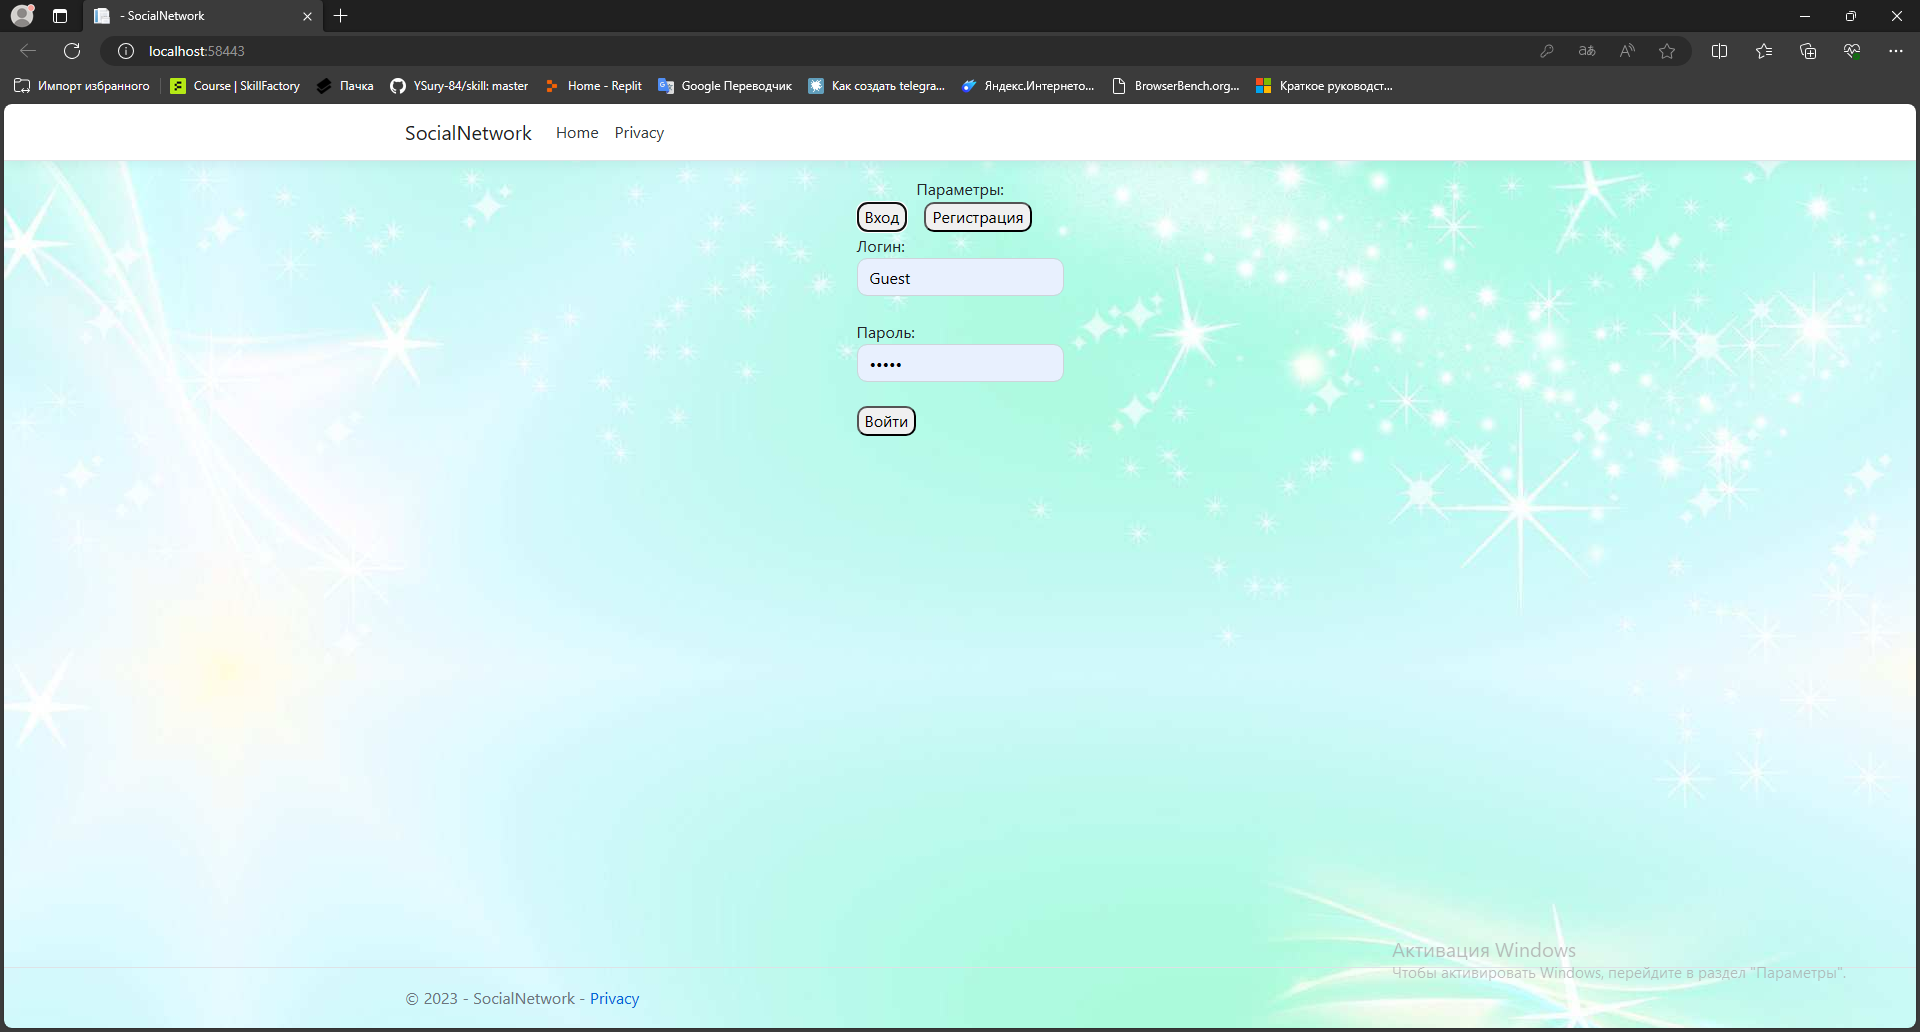 - SocialNetwork
localhost:58443
Импорт избранного
Course | SkillFactory
Пачка
YSury-84/skill: master
Home - Replit
Google Переводчик
Как создать telegra...
Яндекс.Интернето...
BrowserBench.org...
Краткое руководст...
SocialNetwork Home Privacy
Параметры:
Вход Регистрация
Логин:
Guest
Пароль:
•••••
Войти
Активация Windows
Чтобы активировать Windows, перейдите в раздел "Параметры".
© 2023 - SocialNetwork - Privacy